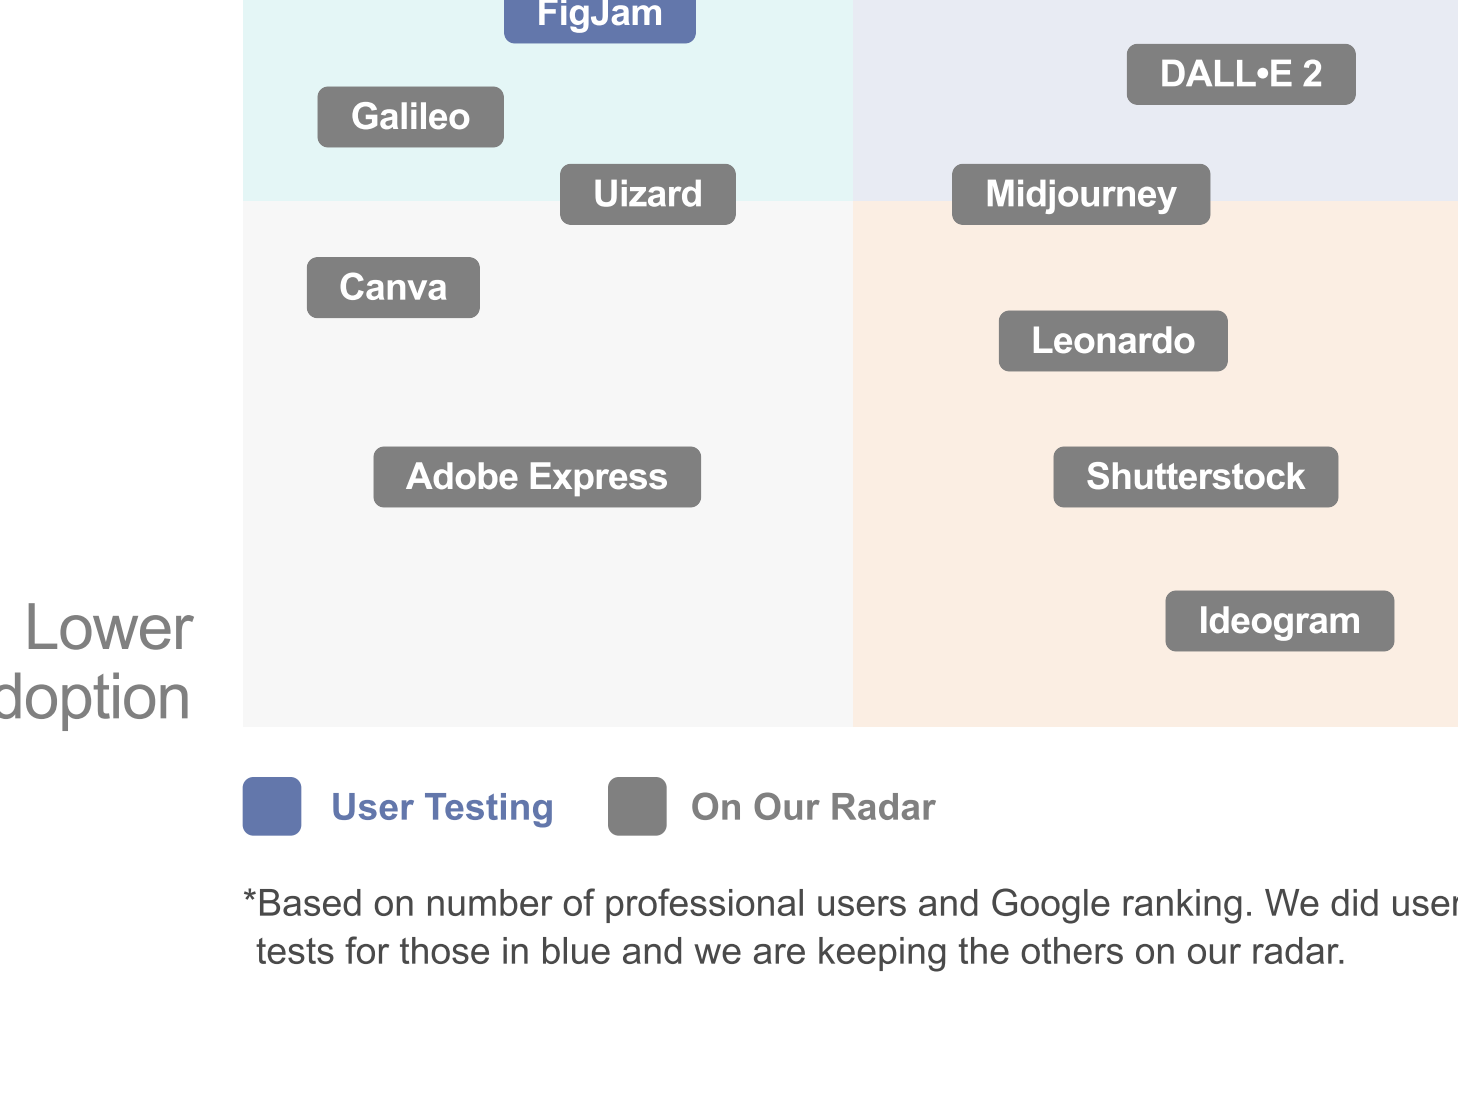 FigJam
DALL•E 2
Galileo
Uizard
Midjourney
Canva
Leonardo
Adobe Express
Shutterstock
Ideogram
Lower
doption
User Testing
On Our Radar
*Based on number of professional users and Google ranking. We did user
tests for those in blue and we are keeping the others on our radar.